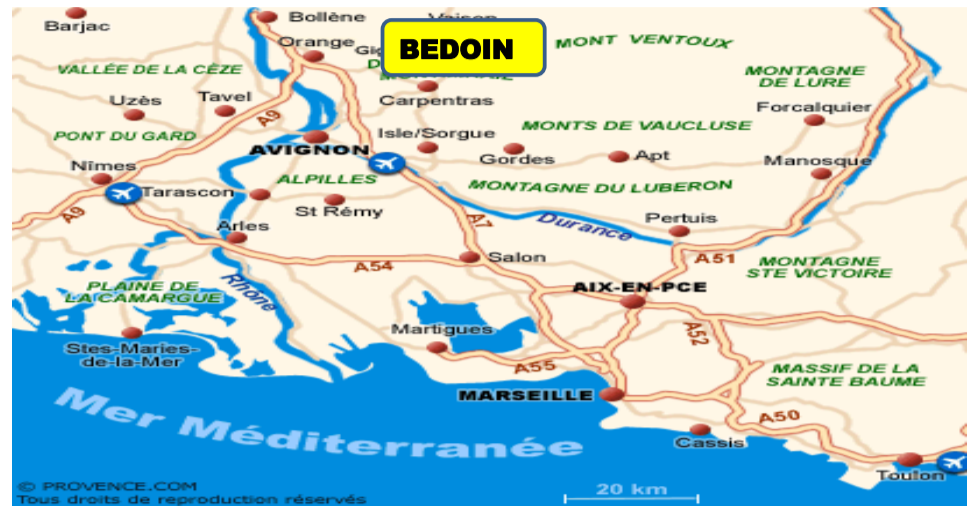 Barjac
Bollène
Vaison
Orange
BEDOIN
MONT VENTOUX
VALLÉE DE LA CÈZE
MONTAGNE
DE LURE
Uzès
Tavel
A9
Carpentras
Forcalquier
PONT DU GARD
Isle/Sorgue
MONTS DE VAUCLUSE
AVIGNON
Gordes
Apt
Manosque
Nîmes
ALPILLES
MONTAGNE DU LUBERON
Tarascon
St Rémy
A9
Arles
A7
Durance
Pertuis
A54
Salon
A51
MONTAGNE
STE VICTOIRE
PLAINE DE
LA CAMARGUE
Rhône
AIX-EN-PCE
Martigues
A52
Stes-Maries-
de-la-Mer
A55
MASSIF DE LA
SAINTE BAUME
MARSEILLE
Mer Méditerranée
A50
Cassis
Toulon
© PROVENCE.COM
Tous droits de reproduction réservés
20 km